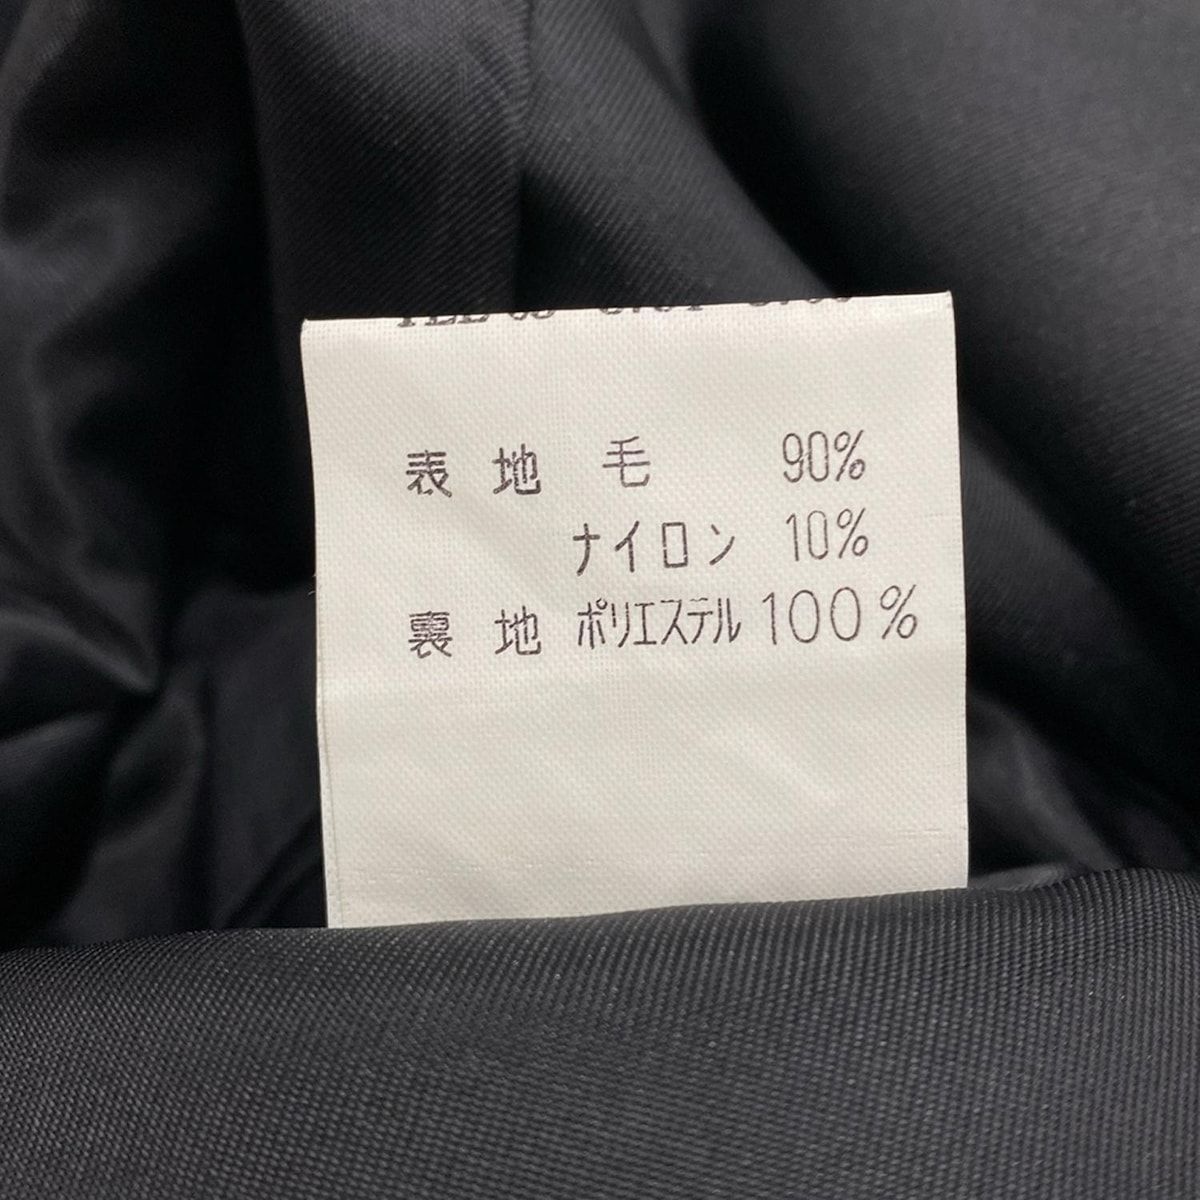 表地 毛 90%
ナイロン 10%
裏地 ポリエステル 100%